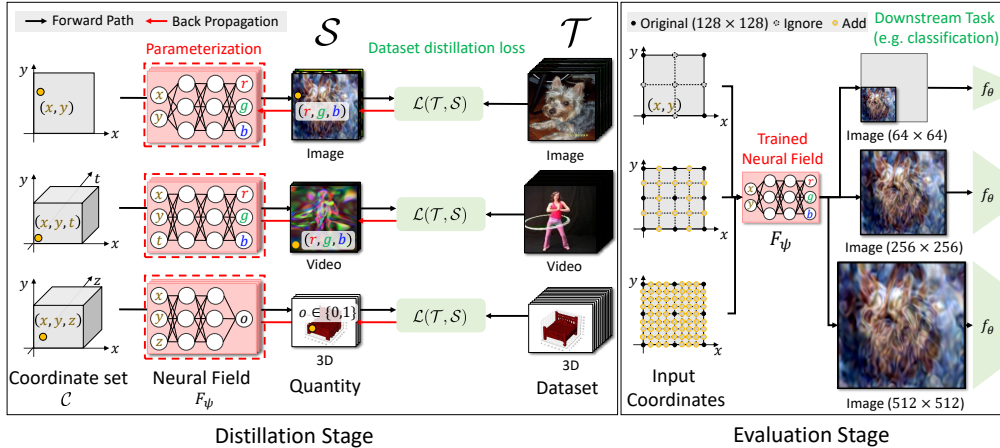 Forward Path
Back Propagation
Parameterization
𝒮
Dataset distillation loss
𝒯
y
(x, y)
x
x
y
r
g
b
(r, g, b)
Image
ℒ(𝒯, 𝒮)
Image
y
t
(x, y, t)
x
x
y
t
r
g
b
(r, g, b)
Video
ℒ(𝒯, 𝒮)
Video
y
z
(x, y, z)
x
x
y
z
o
o ∈ {0,1}
3D
ℒ(𝒯, 𝒮)
3D
Coordinate set
𝒞
Neural Field
F_ψ
Quantity
Dataset
Distillation Stage
Original (128 × 128)
Ignore
Add
Downstream Task
(e.g. classification)
y
(x, y)
x
y
x
y
x
Input
Coordinates
Trained
Neural Field
x
y
r
g
b
F_ψ
f_θ
Image (64 × 64)
f_θ
Image (256 × 256)
f_θ
Image (512 × 512)
Evaluation Stage